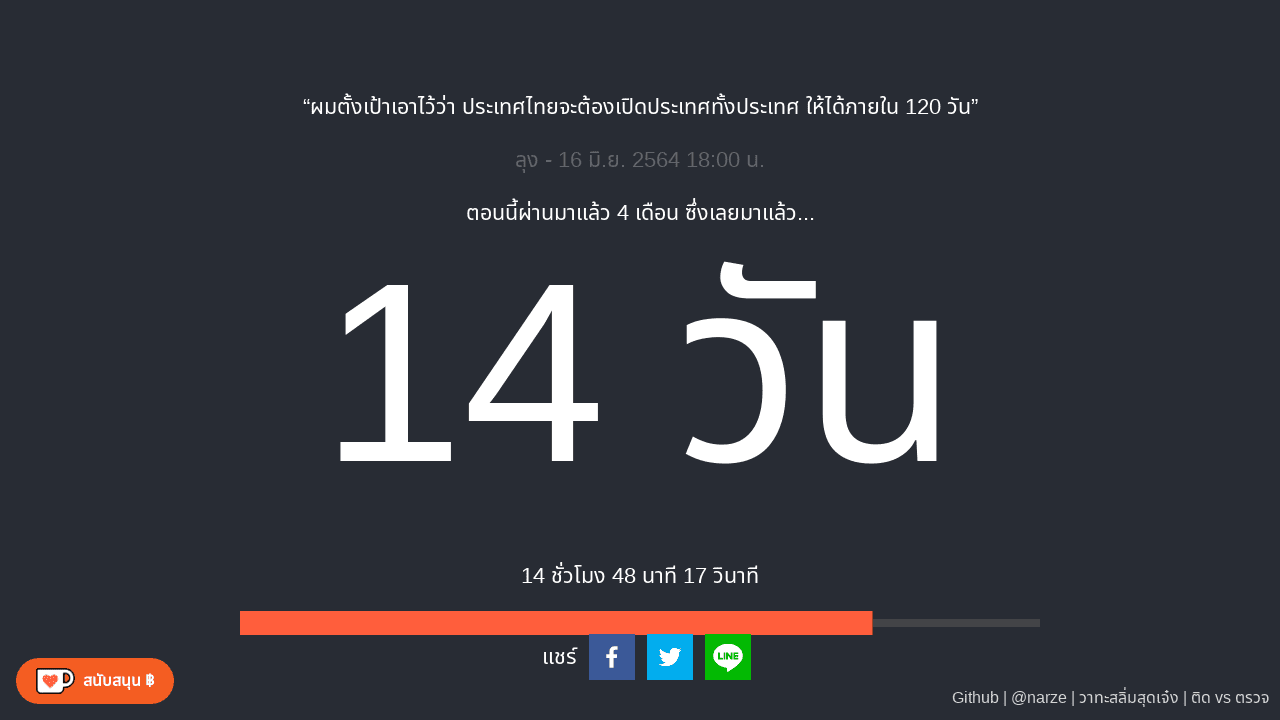 “ผมตั้งเป้าเอาไว้ว่า ประเทศไทยจะต้องเปิดประเทศทั้งประเทศ ให้ได้ภายใน 120 วัน”
ลุง - 16 มิ.ย. 2564 18:00 น.
ตอนนี้ผ่านมาแล้ว 4 เดือน ซึ่งเลยมาแล้ว...
14 วัน
14 ชั่วโมง 48 นาที 17 วินาที
แชร์
LINE
สนับสนุน ฿
Github | @narze | วาทะสลิ่มสุดเจ๋ง | ติด vs ตรวจ